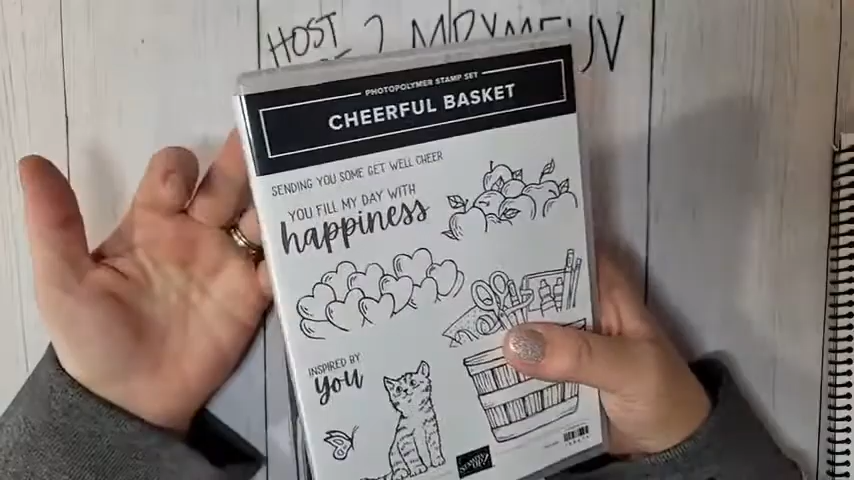 HOST
PHOTOPOLYMER STAMP SET
CHEERFUL BASKET
SENDING YOU SOME GET WELL CHEER
YOU FILL MY DAY WITH
happiness
INSPIRED BY
you